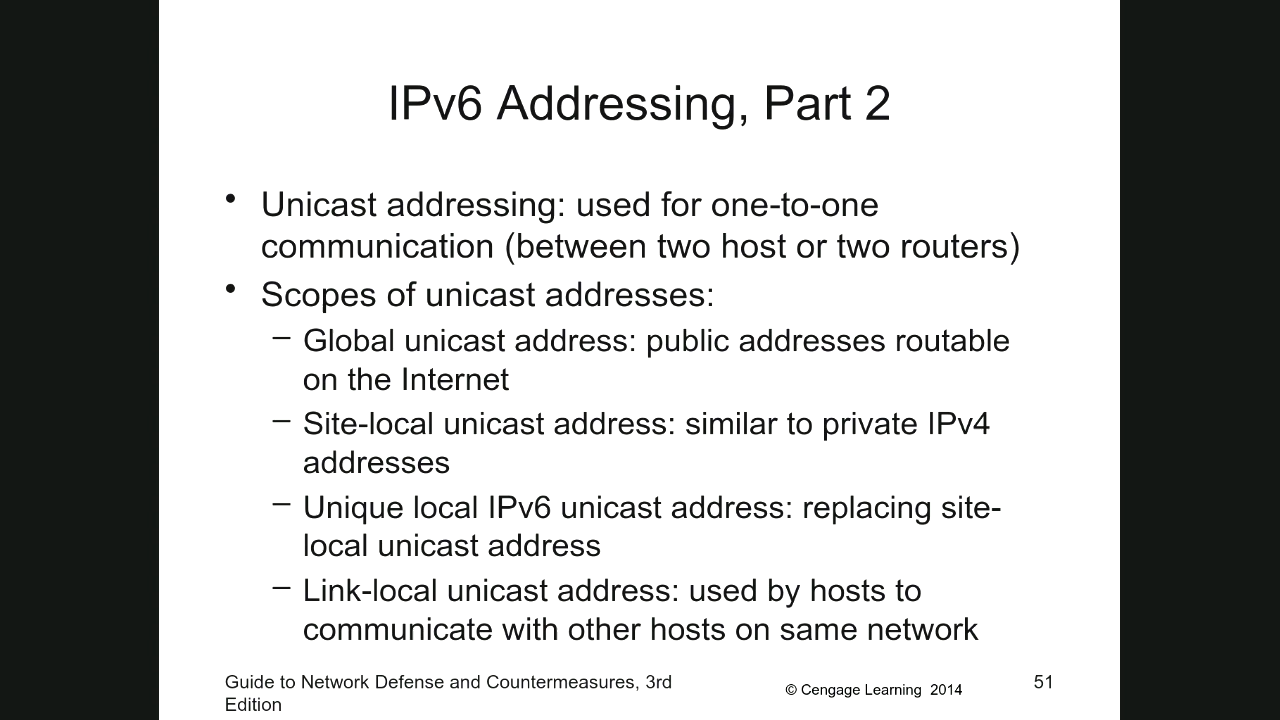 IPv6 Addressing, Part 2
• Unicast addressing: used for one-to-one
communication (between two host or two routers)
• Scopes of unicast addresses:
– Global unicast address: public addresses routable
on the Internet
– Site-local unicast address: similar to private IPv4
addresses
– Unique local IPv6 unicast address: replacing site-
local unicast address
– Link-local unicast address: used by hosts to
communicate with other hosts on same network
Guide to Network Defense and Countermeasures, 3rd
Edition
© Cengage Learning 2014
51